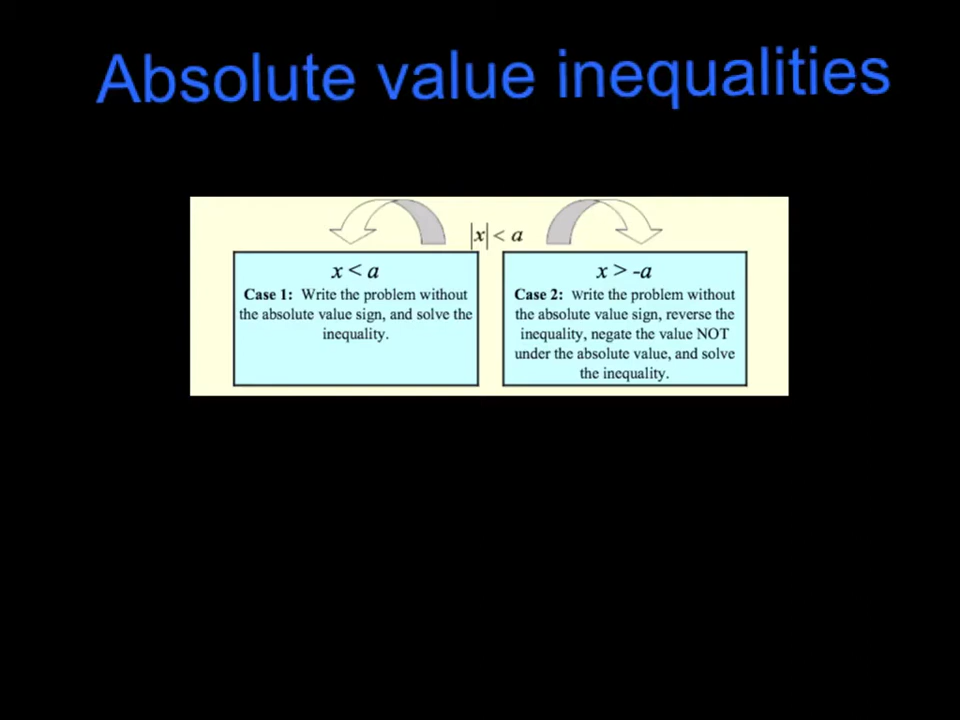 Absolute value inequalities
|x| < a
x < a
Case 1: Write the problem without
the absolute value sign, and solve the
inequality.
x > -a
Case 2: Write the problem without
the absolute value sign, reverse the
inequality, negate the value NOT
under the absolute value, and solve
the inequality.